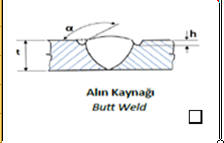 α
h
t
Alın Kaynağı
Butt Weld